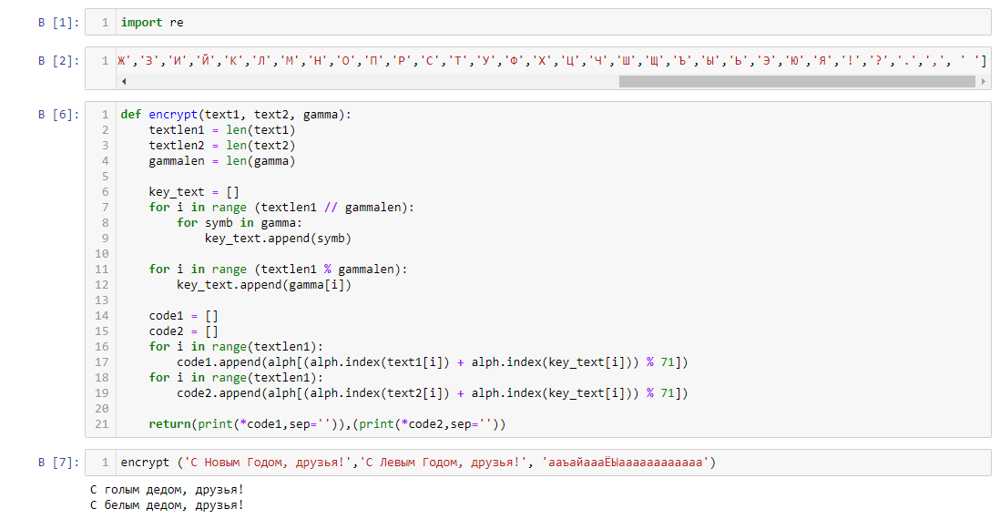 В [1]: 1 import re
В [2]: 1 Ж','З','И','Й','К','Л','М','Н','О','П','Р','С','Т','У','Ф','Х','Ц','Ч','Ш','Щ','Ъ','Ы','Ь','Э','Ю','Я','!','?','.',',', ' ']
В [6]: 1 def encrypt(text1, text2, gamma):
2     textlen1 = len(text1)
3     textlen2 = len(text2)
4     gammalen = len(gamma)
5
6     key_text = []
7     for i in range (textlen1 // gammalen):
8         for symb in gamma:
9             key_text.append(symb)
10
11     for i in range (textlen1 % gammalen):
12         key_text.append(gamma[i])
13
14     code1 = []
15     code2 = []
16     for i in range(textlen1):
17         code1.append(alph[(alph.index(text1[i]) + alph.index(key_text[i])) % 71])
18     for i in range(textlen1):
19         code2.append(alph[(alph.index(text2[i]) + alph.index(key_text[i])) % 71])
20
21     return(print(*code1,sep='')),(print(*code2,sep=''))
В [7]: 1 encrypt ('С Новым Годом, друзья!','С Левым Годом, друзья!', 'ааъайаааЁЫаааааааааааа')
С голым дедом, друзья!
С белым дедом, друзья!